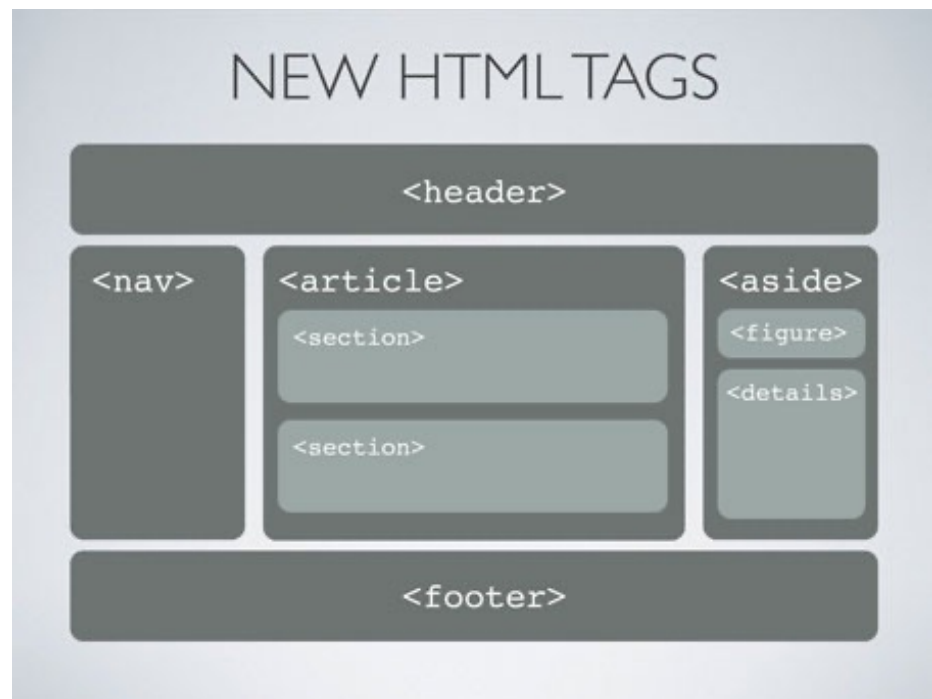 NEW HTML TAGS
<header>
<nav>
<article>
<section>
<section>
<aside>
<figure>
<details>
<footer>